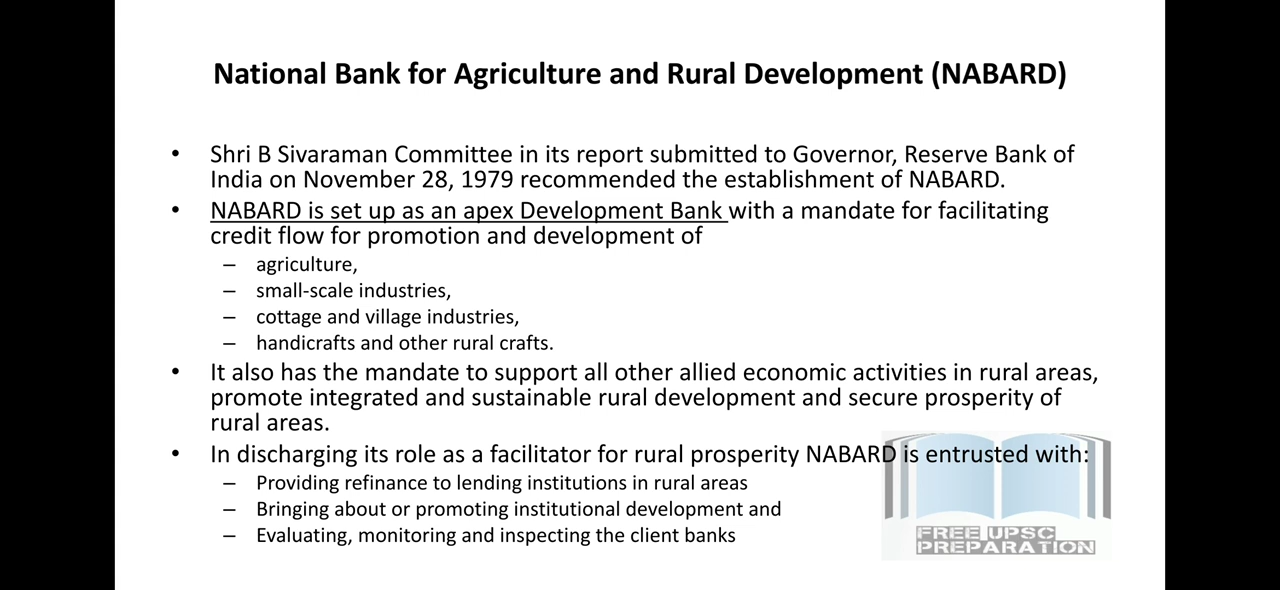 National Bank for Agriculture and Rural Development (NABARD)
• Shri B Sivaraman Committee in its report submitted to Governor, Reserve Bank of
India on November 28, 1979 recommended the establishment of NABARD.
• NABARD is set up as an apex Development Bank with a mandate for facilitating
credit flow for promotion and development of
– agriculture,
– small-scale industries,
– cottage and village industries,
– handicrafts and other rural crafts.
• It also has the mandate to support all other allied economic activities in rural areas,
promote integrated and sustainable rural development and secure prosperity of
rural areas.
• In discharging its role as a facilitator for rural prosperity NABARD is entrusted with:
– Providing refinance to lending institutions in rural areas
– Bringing about or promoting institutional development and
– Evaluating, monitoring and inspecting the client banks
FREE UPSC
PREPARATION